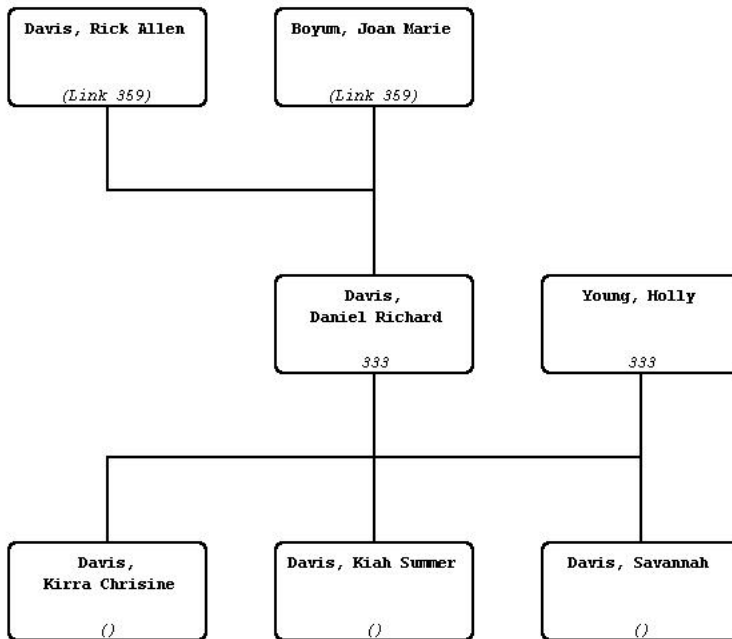 Davis, Rick Allen
(Link 359)
Boyum, Joan Marie
(Link 359)
Davis,
Daniel Richard
333
Young, Holly
333
Davis,
Kirra Chrisine
()
Davis, Kiah Summer
()
Davis, Savannah
()